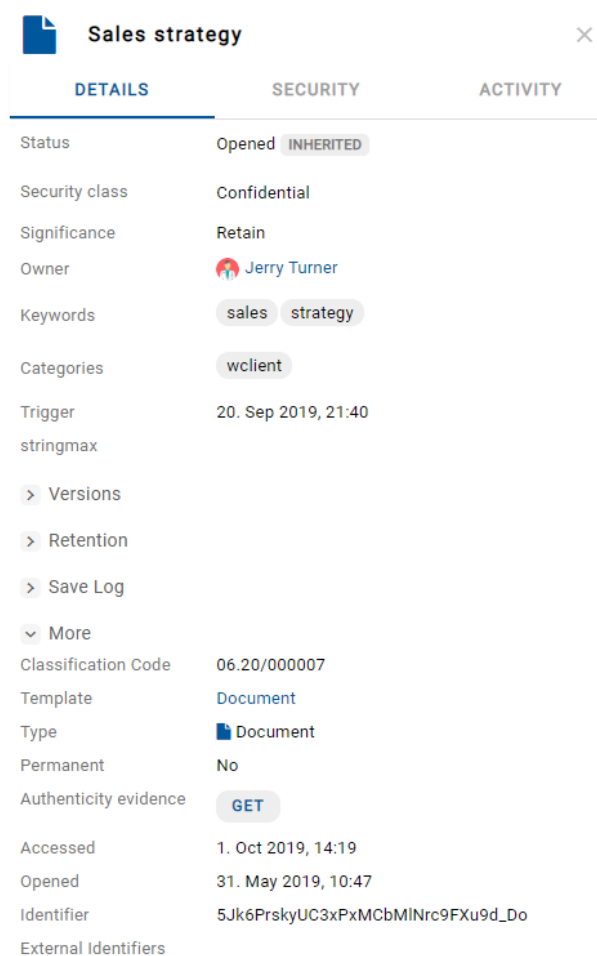 Sales strategy
DETAILS SECURITY ACTIVITY
Status Opened INHERITED
Security class Confidential
Significance Retain
Owner Jerry Turner
Keywords sales strategy
Categories wclient
Trigger 20. Sep 2019, 21:40
stringmax
Versions
Retention
Save Log
More
Classification Code 06.20/000007
Template Document
Type Document
Permanent No
Authenticity evidence GET
Accessed 1. Oct 2019, 14:19
Opened 31. May 2019, 10:47
Identifier 5Jk6PrskyUC3xPxMCbMlNrc9FXu9d_Do
External Identifiers